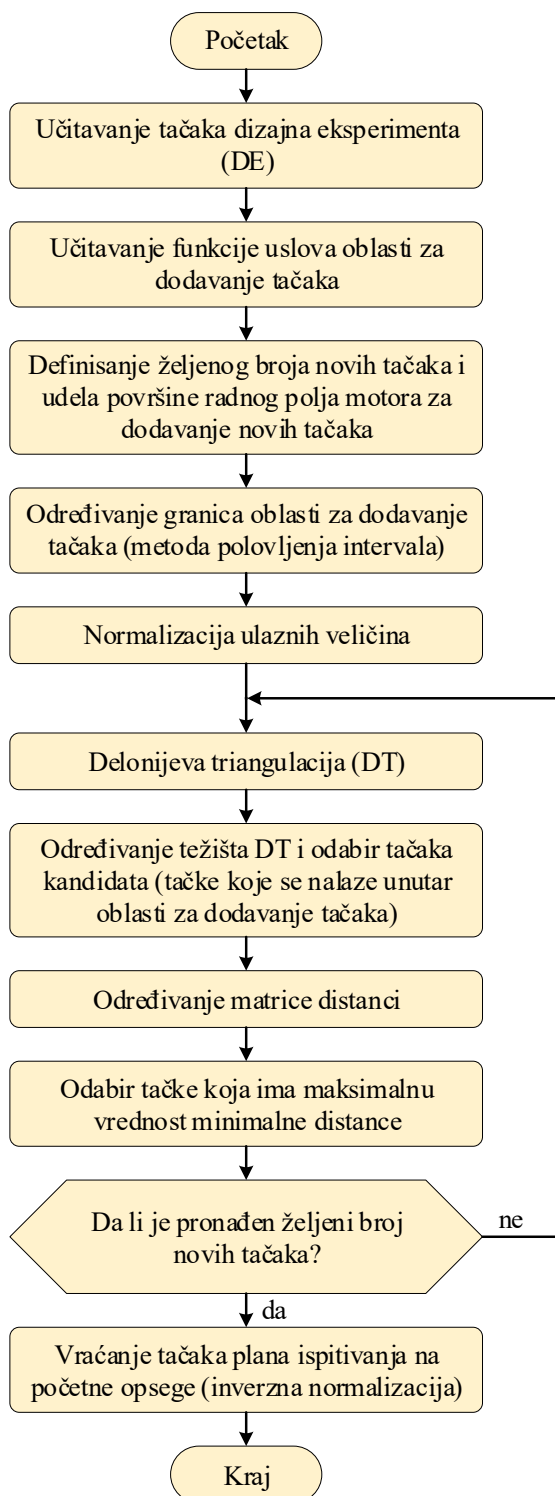 Početak
Učitavanje tačaka dizajna eksperimenta
(DE)
Učitavanje funkcije uslova oblasti za
dodavanje tačaka
Definisanje željenog broja novih tačaka i
udela površine radnog polja motora za
dodavanje novih tačaka
Određivanje granica oblasti za dodavanje
tačaka (metoda polovljenja intervala)
Normalizacija ulaznih veličina
Delonijeva triangulacija (DT)
Određivanje težišta DT i odabir tačaka
kandidata (tačke koje se nalaze unutar
oblasti za dodavanje tačaka)
Određivanje matrice distanci
Odabir tačke koja ima maksimalnu
vrednost minimalne distance
Da li je pronađen željeni broj
novih tačaka?
ne
da
Vraćanje tačaka plana ispitivanja na
početne opsege (inverzna normalizacija)
Kraj